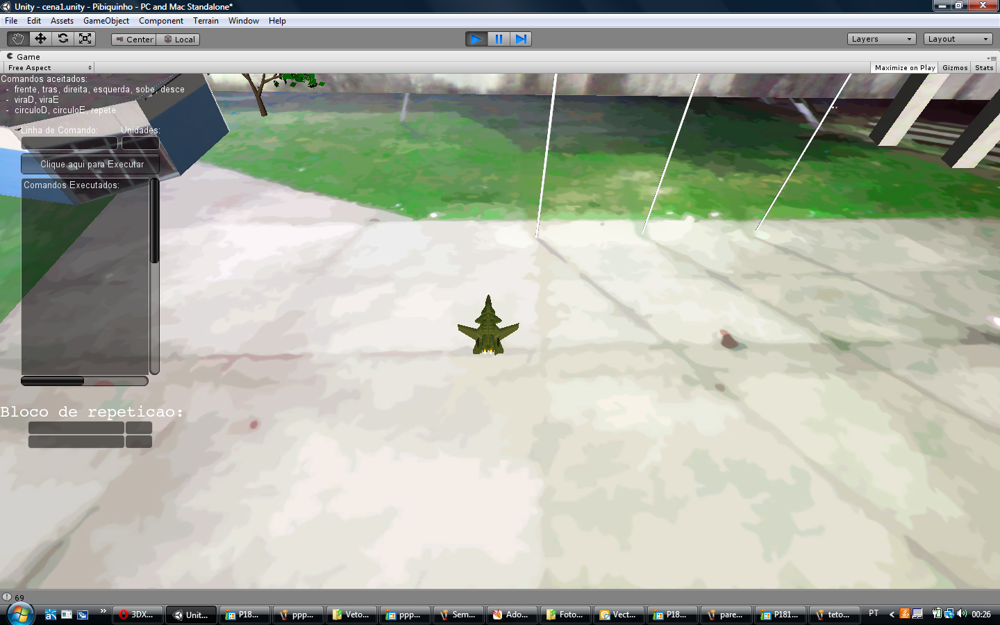 Unity - cena1.unity - Pibiquinho - PC and Mac Standalone*
File Edit Assets GameObject Component Terrain Window Help
Center Local Layers Layout
Game
Free Aspect Maximize on Play Gizmos Stats
Comandos aceitados:
- frente, tras, direita, esquerda, sobe, desce
- viraD, viraE
- circuloD, circuloE, repete
Linha de Comando: Unidades:
Clique aqui para Executar
Comandos Executados:
Bloco de repeticao:
69
» 3DX... Unit... P18... ppp... Veto... ppp... Sem... Ado... Foto... Vect... P18... pare... P181... teto... PT < 00:26